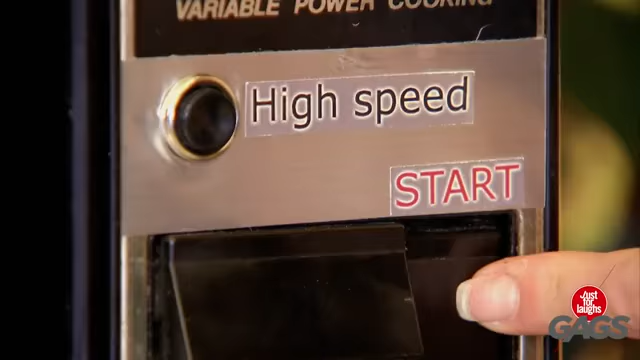 VARIABLE POWER COOKING
High speed
START
Just
for
laughs
GAGS